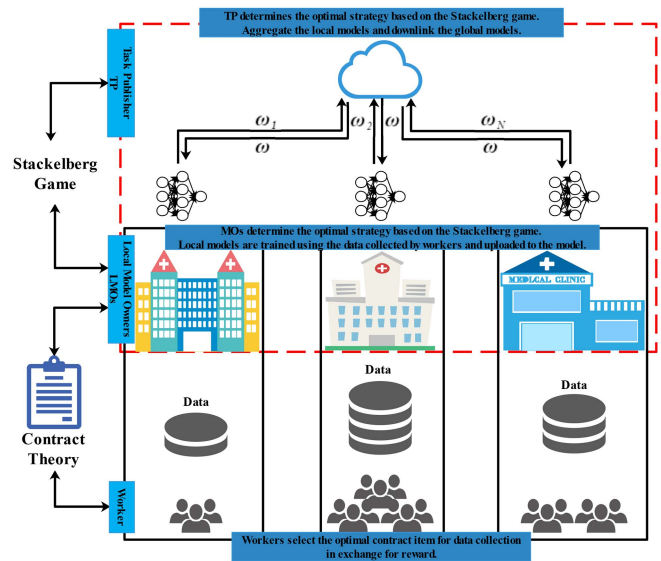 TP determines the optimal strategy based on the Stackelberg game.
Aggregate the local models and downlink the global models.
Task Publisher
TP
ω1
ω
ω2
ω
ωN
ω
Stackelberg
Game
MOs determine the optimal strategy based on the Stackelberg game.
Local models are trained using the data collected by workers and uploaded to the model.
Local Model Owners
LMOs
MEDLCAL CLINIC
Data
Data
Data
Contract
Theory
Worker
Workers select the optimal contract item for data collection
in exchange for reward.